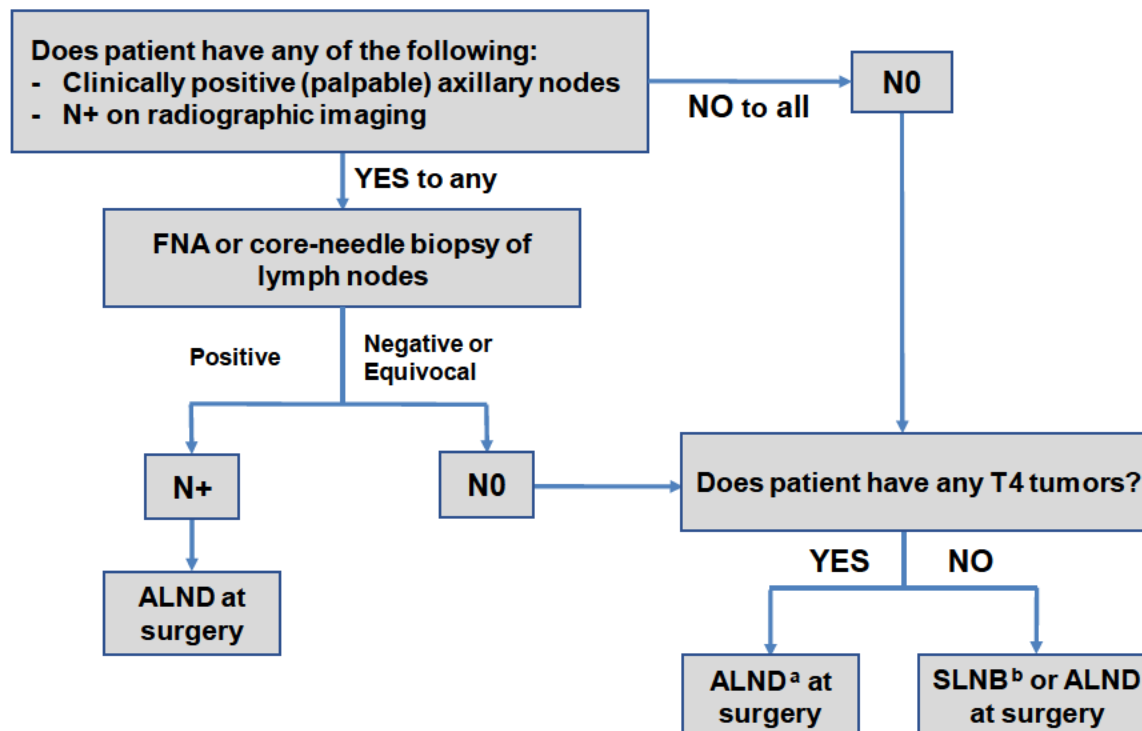 Does patient have any of the following:
- Clinically positive (palpable) axillary nodes
- N+ on radiographic imaging
NO to all
N0
YES to any
FNA or core-needle biopsy of
lymph nodes
Positive
Negative or
Equivocal
N+
N0
Does patient have any T4 tumors?
YES
NO
ALND at
surgery
ALND a at
surgery
SLNB b or ALND
at surgery